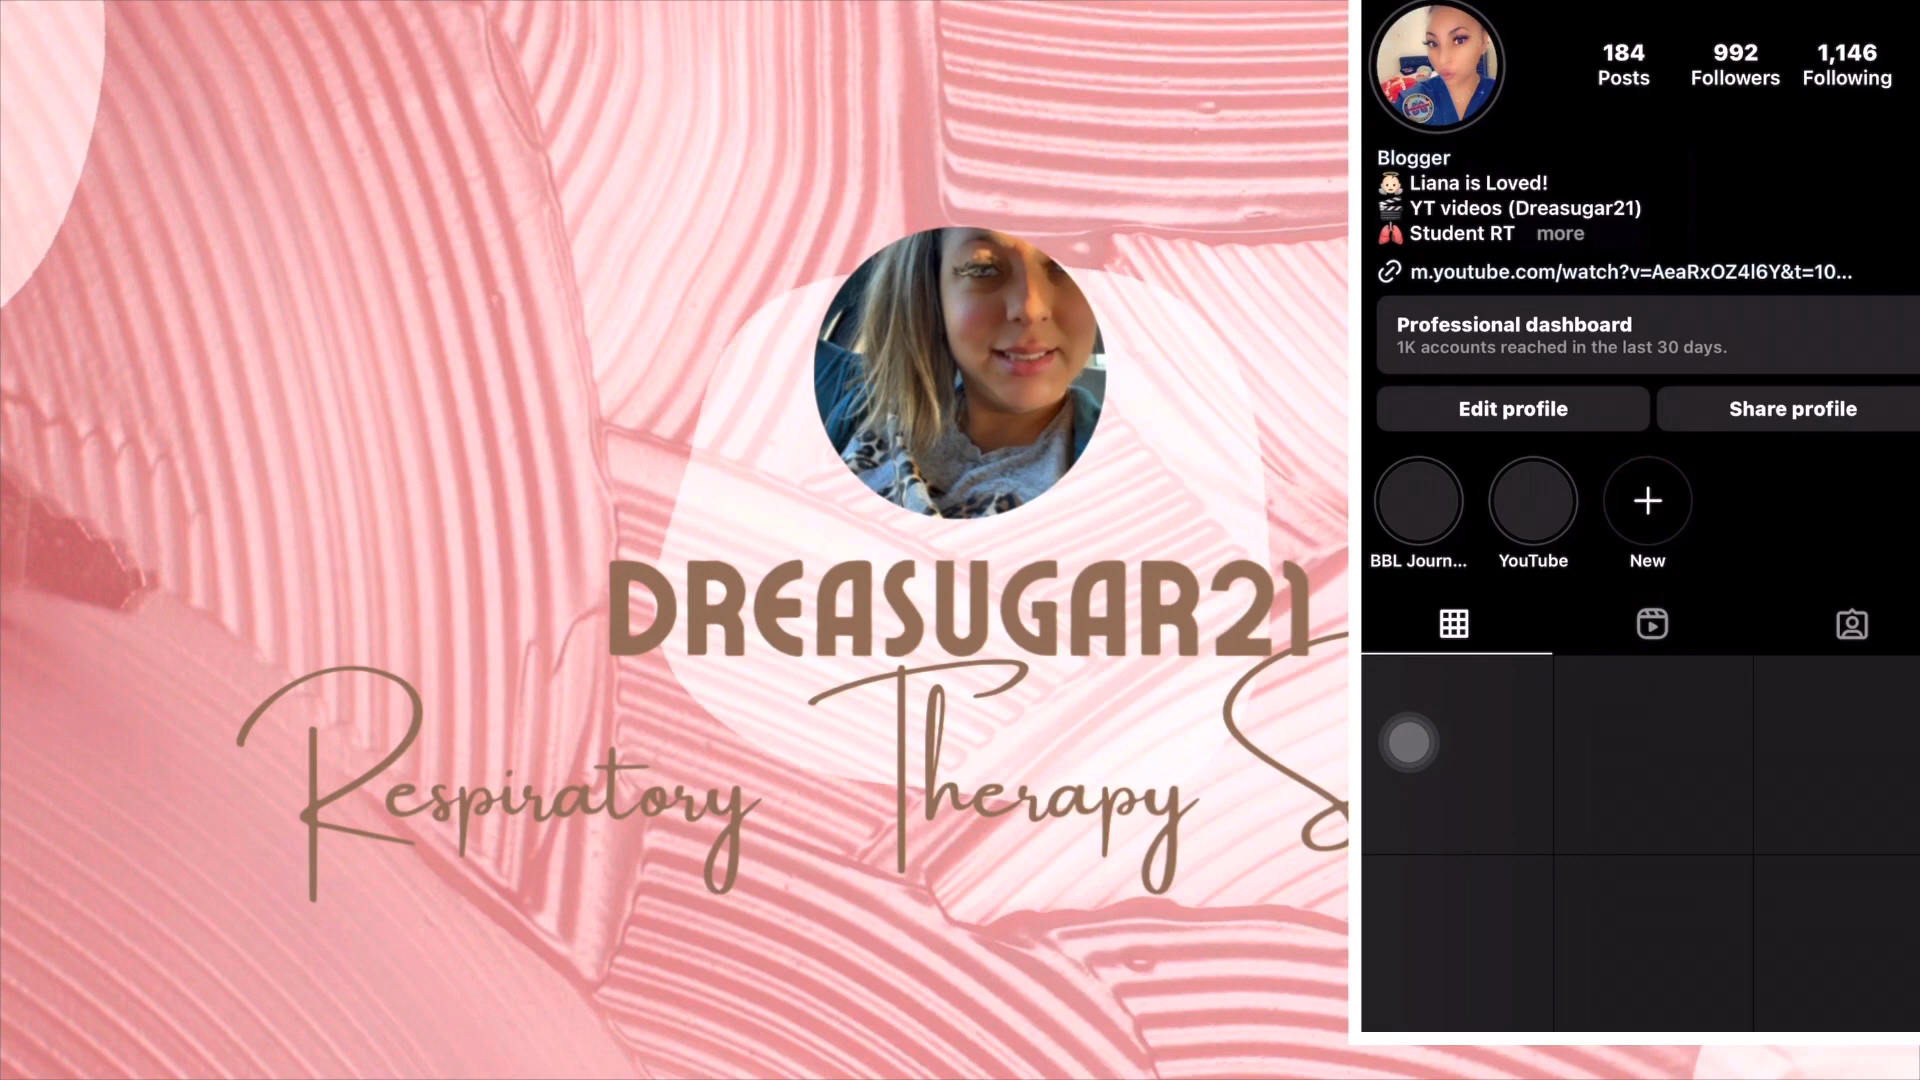 DREASUGAR21
Respiratory Therapy S
184 992 1,146
Posts Followers Following
Blogger
👼🏻 Liana is Loved!
🎬 YT videos (Dreasugar21)
🫁 Student RT more
m.youtube.com/watch?v=AeaRxOZ4l6Y&t=10...
Professional dashboard
1K accounts reached in the last 30 days.
Edit profile Share profile
BBL Journ... YouTube New